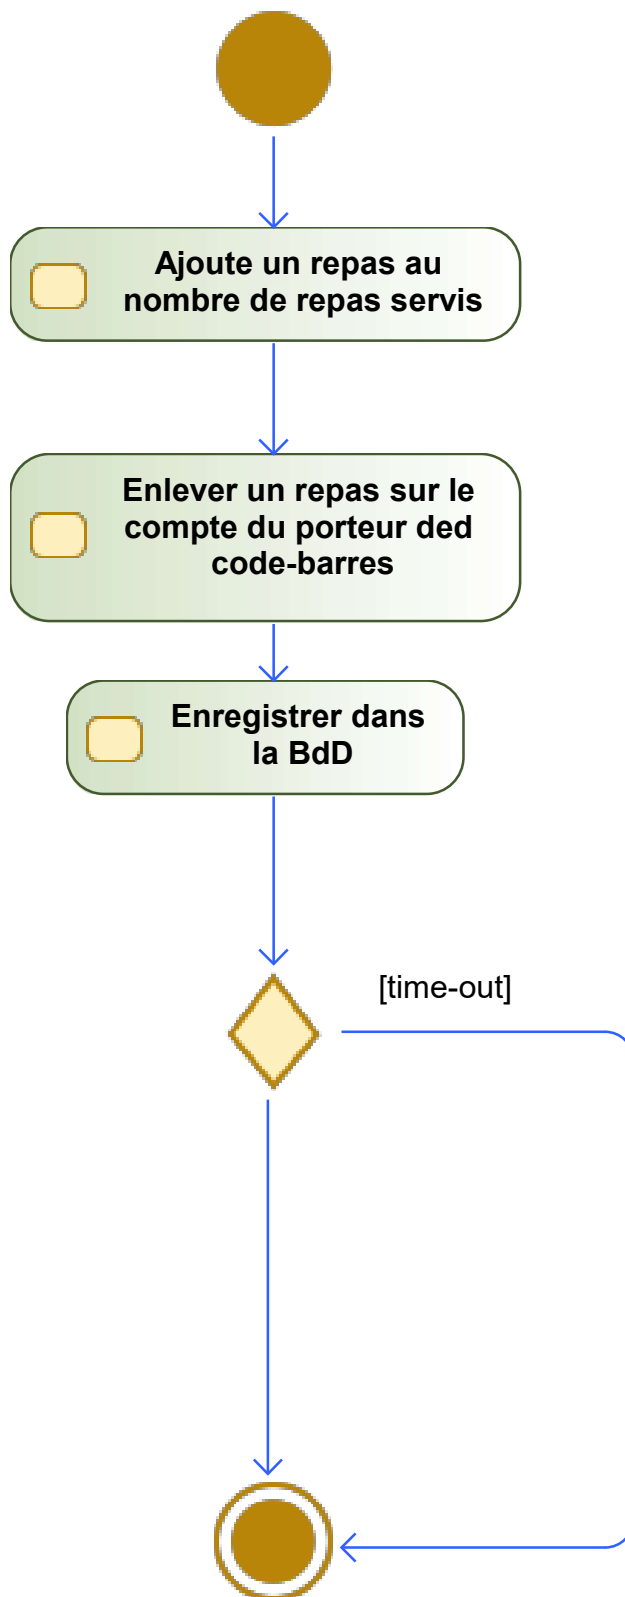 Ajoute un repas au
nombre de repas servis
Enlever un repas sur le
compte du porteur ded
code-barres
Enregistrer dans
la BdD
[time-out]